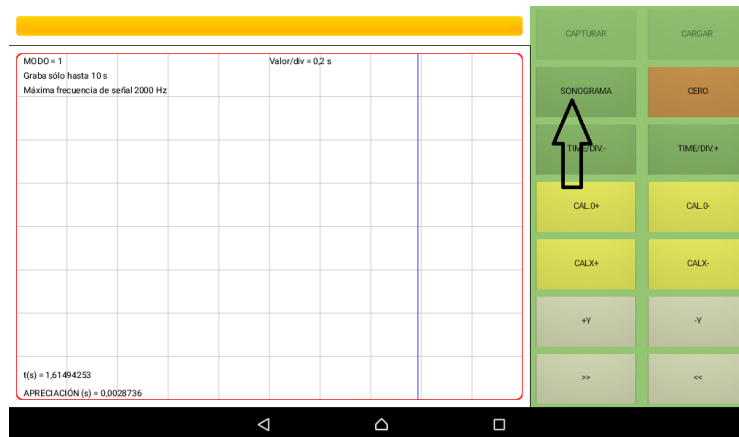 MODO = 1
Valor/div = 0,2 s
Graba sólo hasta 10 s
Máxima frecuencia de señal 2000 Hz
t(s) = 1,61494253
APRECIACIÓN (s) = 0,0028736
CAPTURAR
CARGAR
SONOGRAMA
CERO
TIME/DIV.-
TIME/DIV.+
CAL.0+
CAL.0-
CALX+
CALX-
+Y
-Y
>>
<<